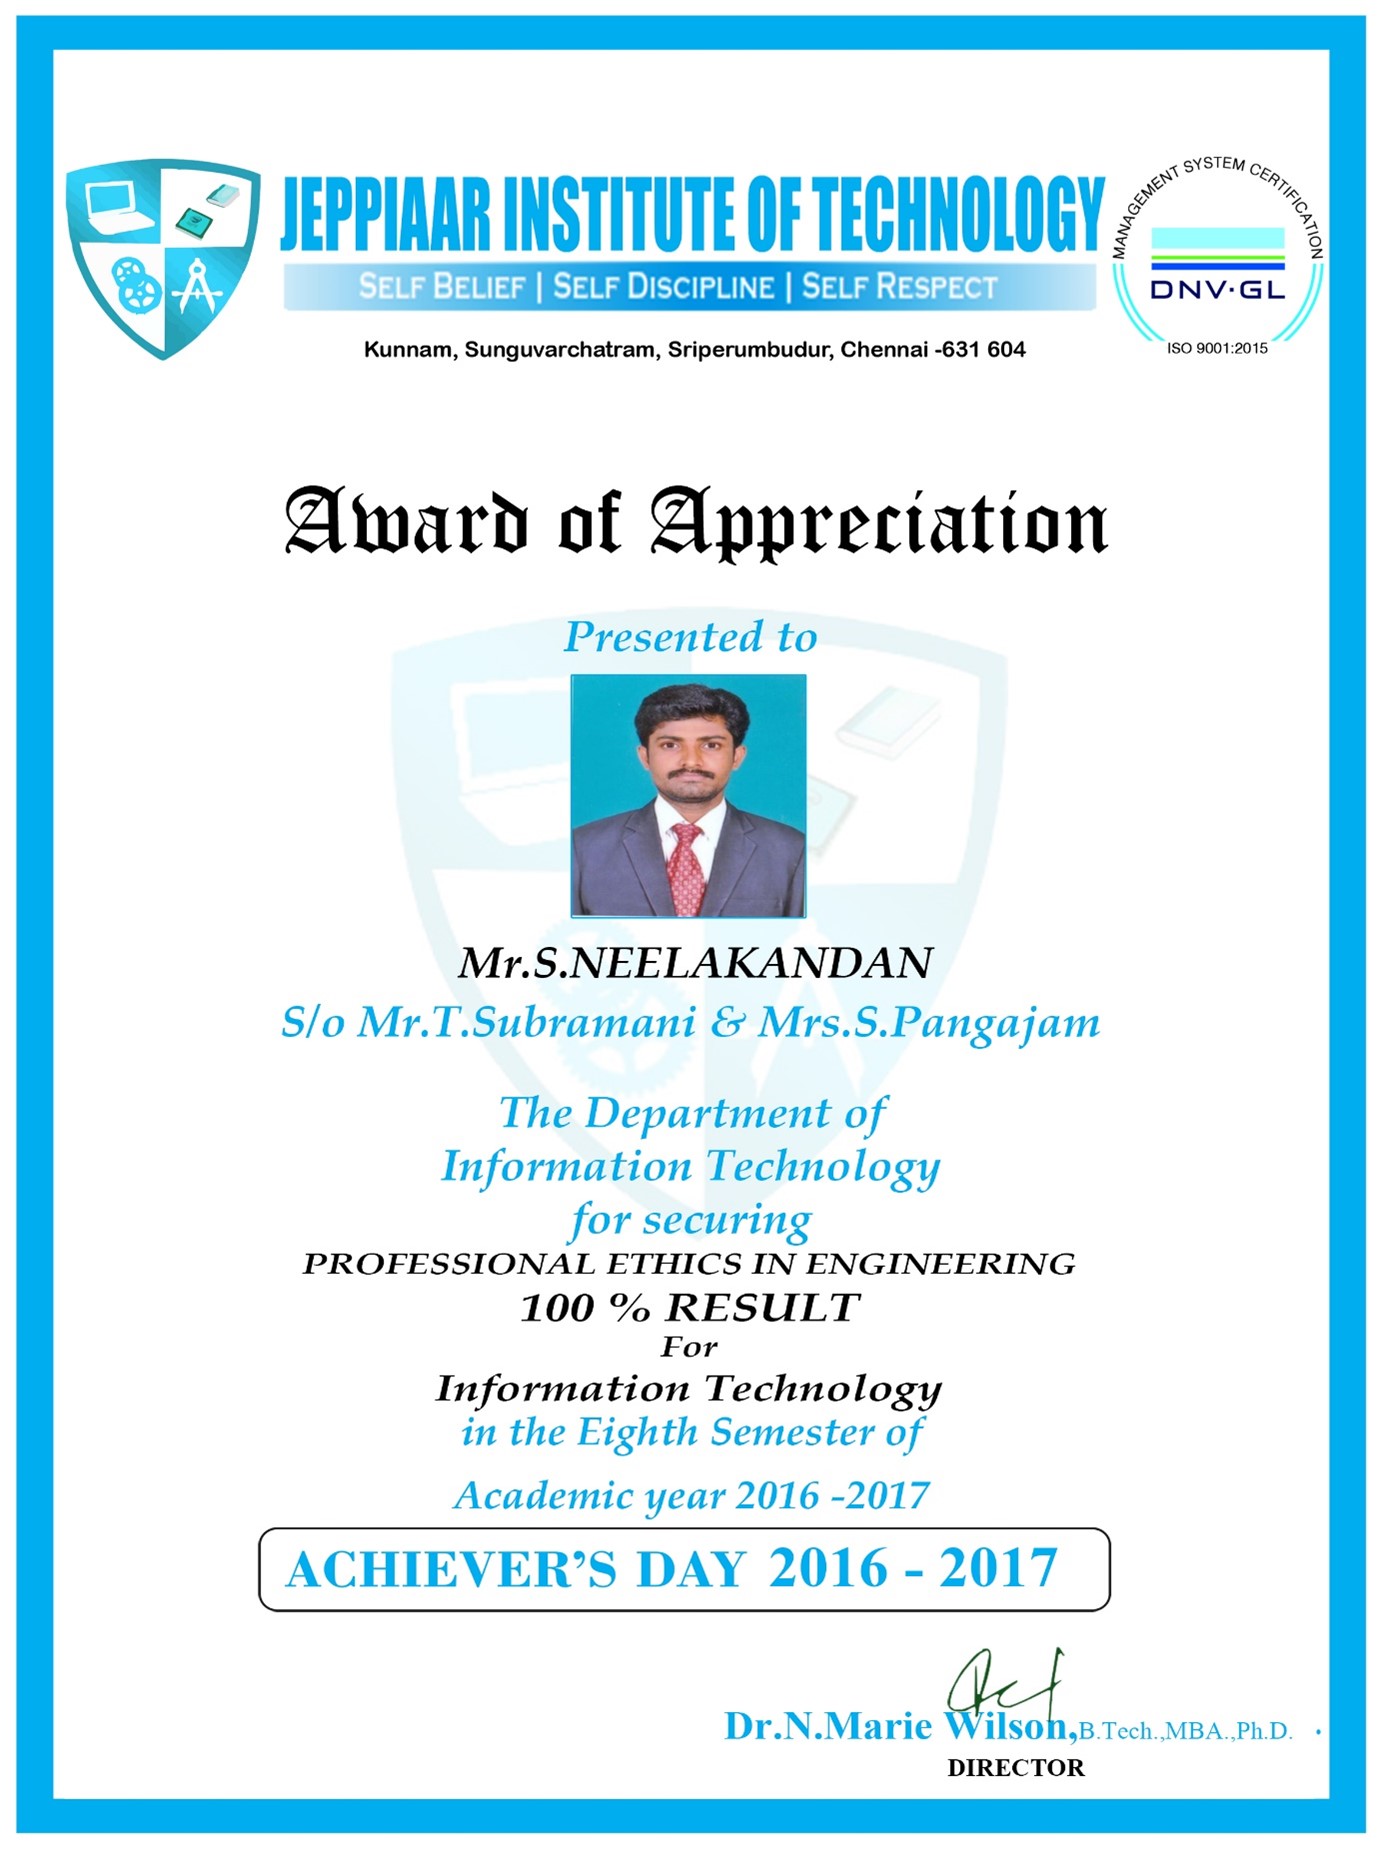 JEPPIAAR INSTITUTE OF TECHNOLOGY
SELF BELIEF | SELF DISCIPLINE | SELF RESPECT
Kunnam, Sunguvarchatram, Sriperumbudur, Chennai -631 604
MANAGEMENT SYSTEM CERTIFICATION
DNV·GL
ISO 9001:2015
Award of Appreciation
Presented to
Mr.S.NEELAKANDAN
S/o Mr.T.Subramani & Mrs.S.Pangajam
The Department of
Information Technology
for securing
PROFESSIONAL ETHICS IN ENGINEERING
100 % RESULT
For
Information Technology
in the Eighth Semester of
Academic year 2016 -2017
ACHIEVER'S DAY 2016 - 2017
Dr.N.Marie Wilson,B.Tech.,MBA.,Ph.D.
DIRECTOR